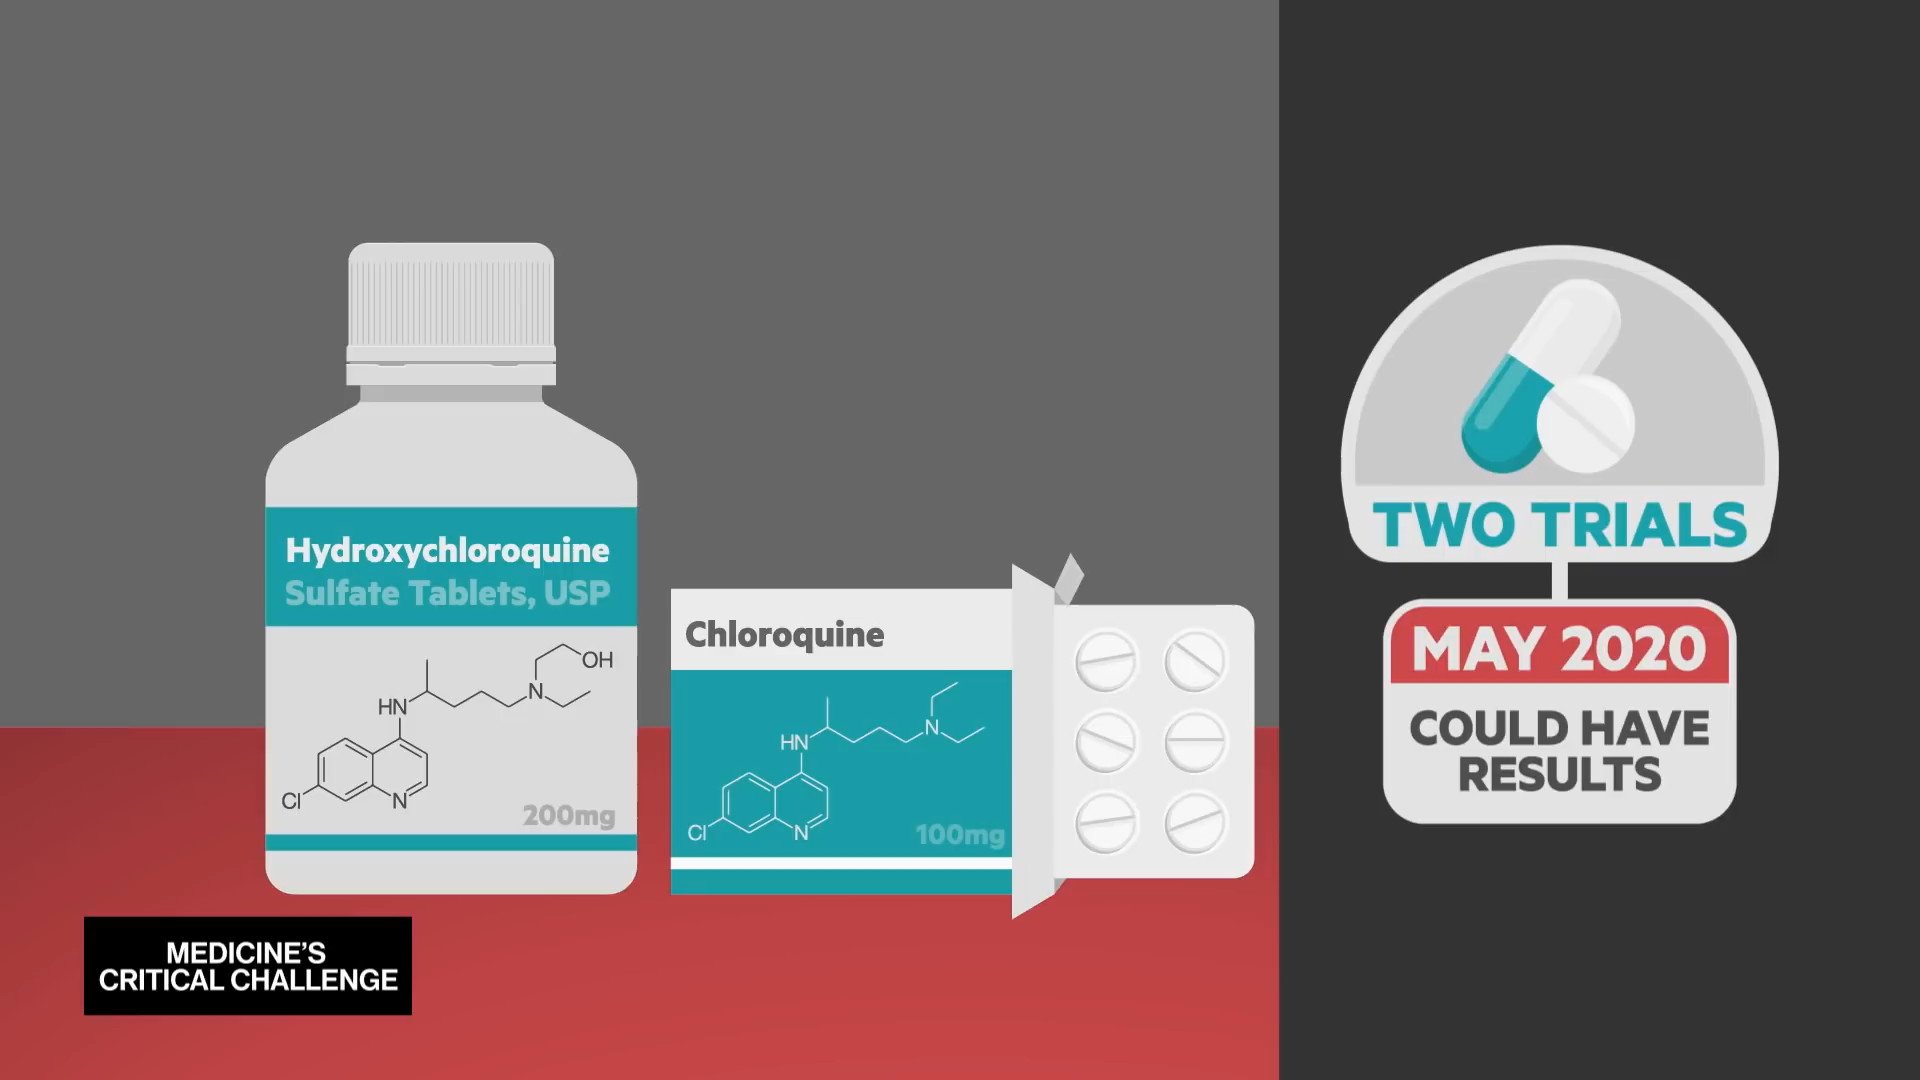 Hydroxychloroquine
Sulfate Tablets, USP
OH
N
HN
Cl
N
200mg
Chloroquine
N
HN
Cl
N
100mg
TWO TRIALS
MAY 2020
COULD HAVE
RESULTS
MEDICINE’S
CRITICAL CHALLENGE